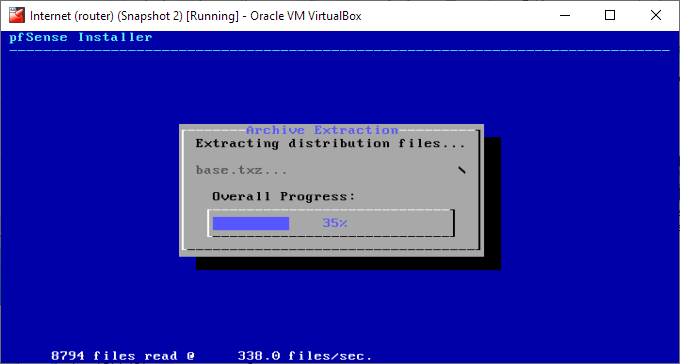 Internet (router) (Snapshot 2) [Running] - Oracle VM VirtualBox
pfSense Installer
Archive Extraction
Extracting distribution files...
base.txz... \
Overall Progress:
35%
8794 files read @ 338.0 files/sec.